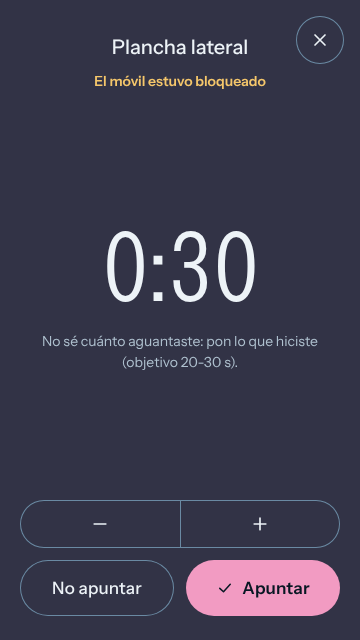 Plancha lateral
El móvil estuvo bloqueado
0:30
No sé cuánto aguantaste: pon lo que hiciste
(objetivo 20-30 s).
No apuntar
Apuntar